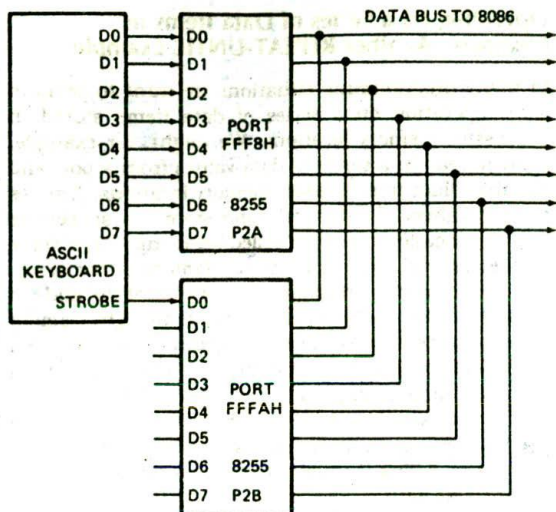 DATA BUS TO 8086
D0 D0
D1 D1
D2 D2
D3 D3 PORT
D4 D4 FFF8H
D5 D5
D6 D6 8255
D7 D7 P2A
ASCII
KEYBOARD
STROBE D0
D1
D2
D3 PORT
D4 FFFAH
D5
D6 8255
D7 P2B